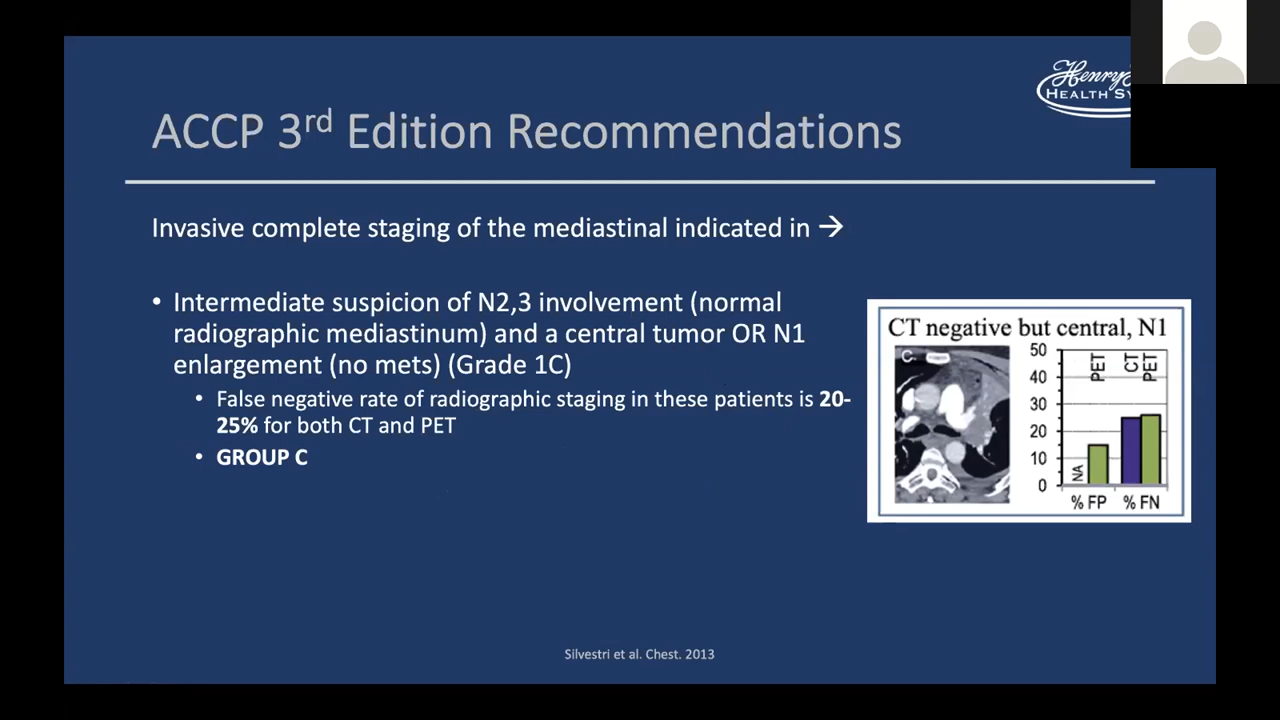 Henry
HEALTH SY
ACCP 3rd Edition Recommendations
Invasive complete staging of the mediastinal indicated in →
• Intermediate suspicion of N2,3 involvement (normal
radiographic mediastinum) and a central tumor OR N1
enlargement (no mets) (Grade 1C)
• False negative rate of radiographic staging in these patients is 20-
25% for both CT and PET
• GROUP C
CT negative but central, N1
C
50
40
30
20
10
0
PET
CT
PET
NA
% FP
% FN
Silvestri et al. Chest. 2013